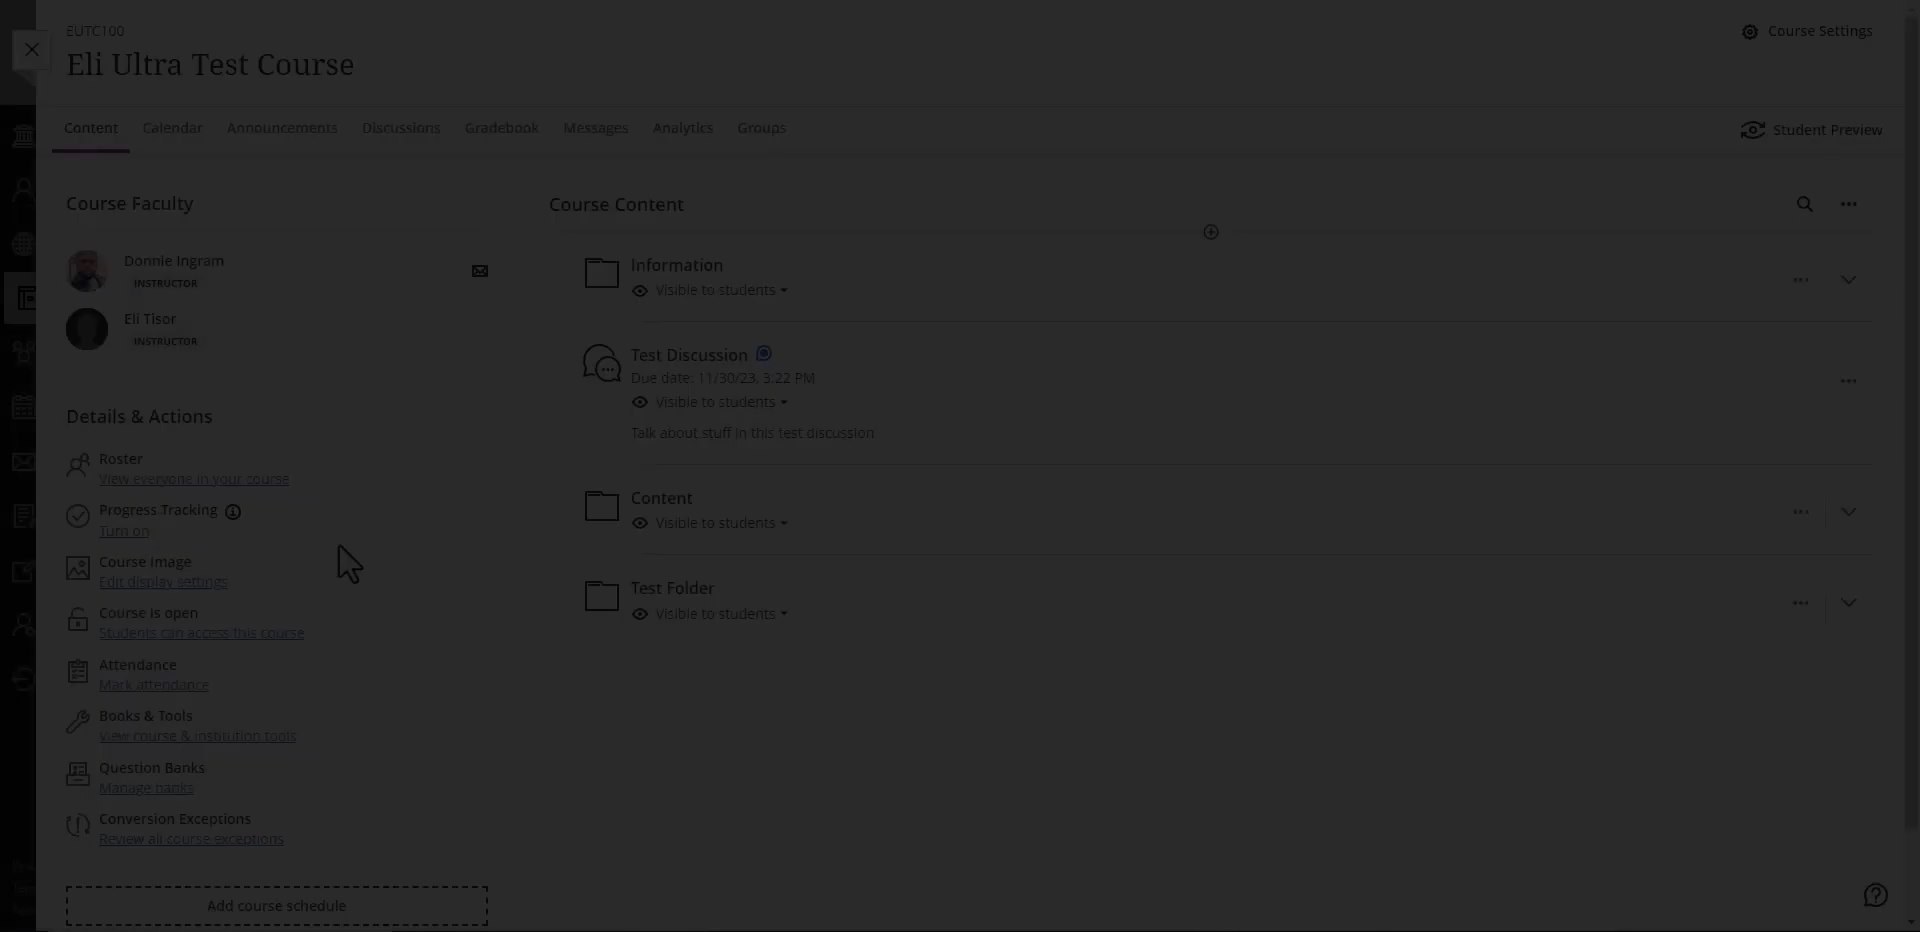 EUTC100
Eli Ultra Test Course
Course Settings
Content
Calendar
Announcements
Discussions
Gradebook
Messages
Analytics
Groups
Student Preview
Course Faculty
Donnie Ingram
INSTRUCTOR
Eli Tisor
INSTRUCTOR
Details & Actions
Roster
View everyone in your course
Progress Tracking
Turn on
Course Image
Edit display settings
Course is open
Students can access this course
Attendance
Mark attendance
Books & Tools
View course & institution tools
Question Banks
Manage banks
Conversion Exceptions
Review all course exceptions
Add course schedule
Course Content
Information
Visible to students
Test Discussion
Due date: 11/30/23, 3:22 PM
Visible to students
Talk about stuff in this test discussion
Content
Visible to students
Test Folder
Visible to students